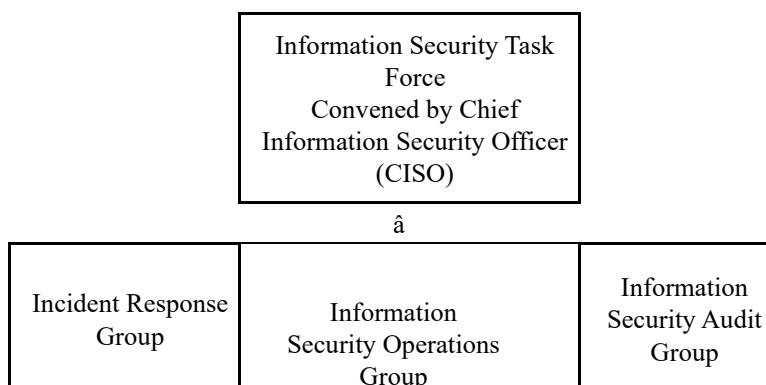 Information Security Task
Force
Convened by Chief
Information Security Officer
(CISO)
â
Incident Response
Group
Information
Security Operations
Group
Information
Security Audit
Group